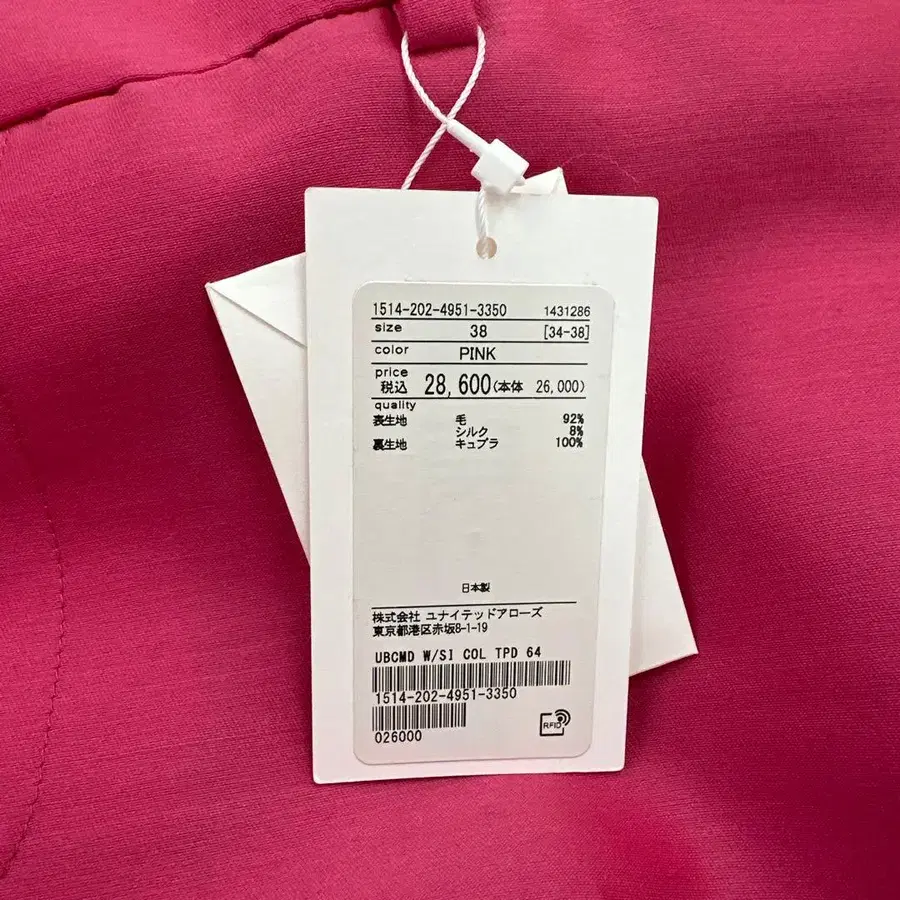 1514-202-4951-3350 1431286
size 38 [34-38]
color PINK
price
税込 28,600(本体 26,000)
quality
表生地 毛 92%
シルク 8%
裏生地 キュプラ 100%
日本製
株式会社 ユナイテッドアローズ
東京都港区赤坂8-1-19
UBCMD W/SI COL TPD 64
1514-202-4951-3350
026000
RFID